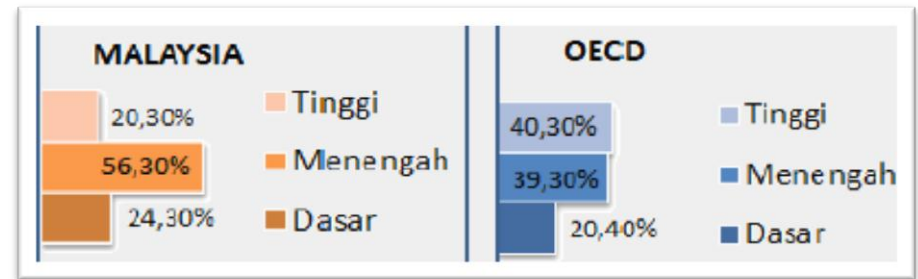 MALAYSIA
20,30%
56,30%
24,30%
Tinggi
Menengah
Dasar
OECD
40,30%
39,30%
20,40%
Tinggi
Menengah
Dasar